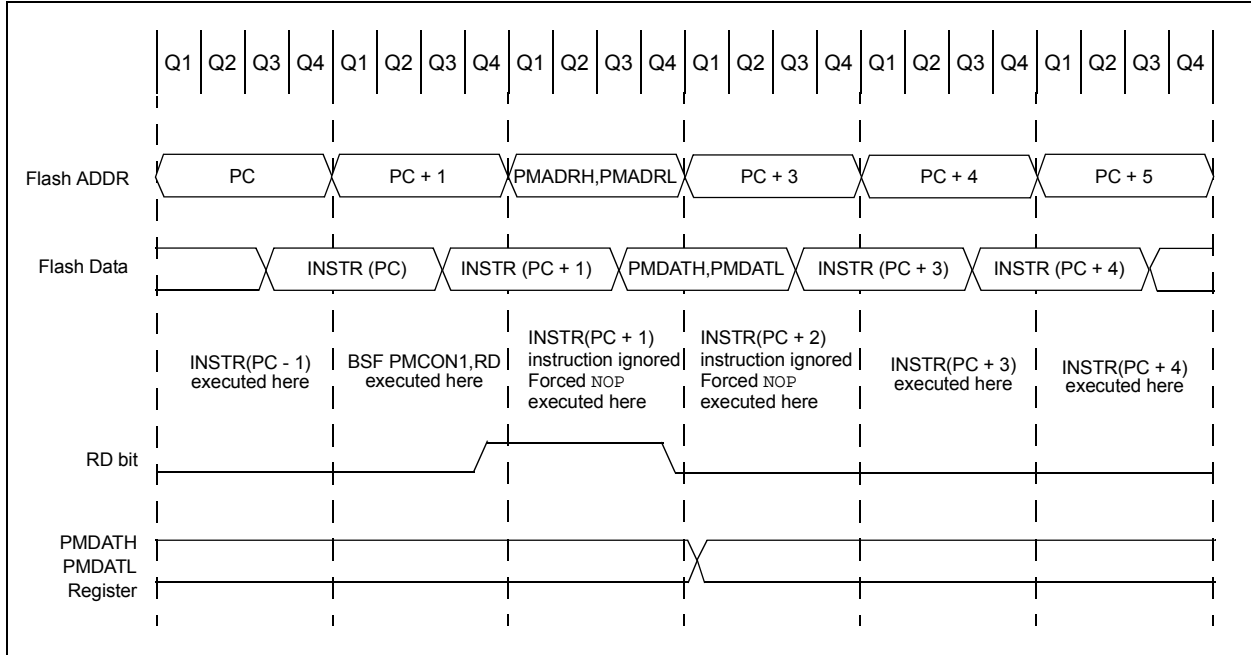 Q1 Q2 Q3 Q4 Q1 Q2 Q3 Q4 Q1 Q2 Q3 Q4 Q1 Q2 Q3 Q4 Q1 Q2 Q3 Q4 Q1 Q2 Q3 Q4
Flash ADDR PC PC + 1 PMADRH,PMADRL PC + 3 PC + 4 PC + 5
Flash Data INSTR (PC) INSTR (PC + 1) PMDATH,PMDATL INSTR (PC + 3) INSTR (PC + 4)
INSTR(PC - 1)
executed here
BSF PMCON1,RD
executed here
INSTR(PC + 1)
instruction ignored
Forced NOP
executed here
INSTR(PC + 2)
instruction ignored
Forced NOP
executed here
INSTR(PC + 3)
executed here
INSTR(PC + 4)
executed here
RD bit
PMDATH
PMDATL
Register